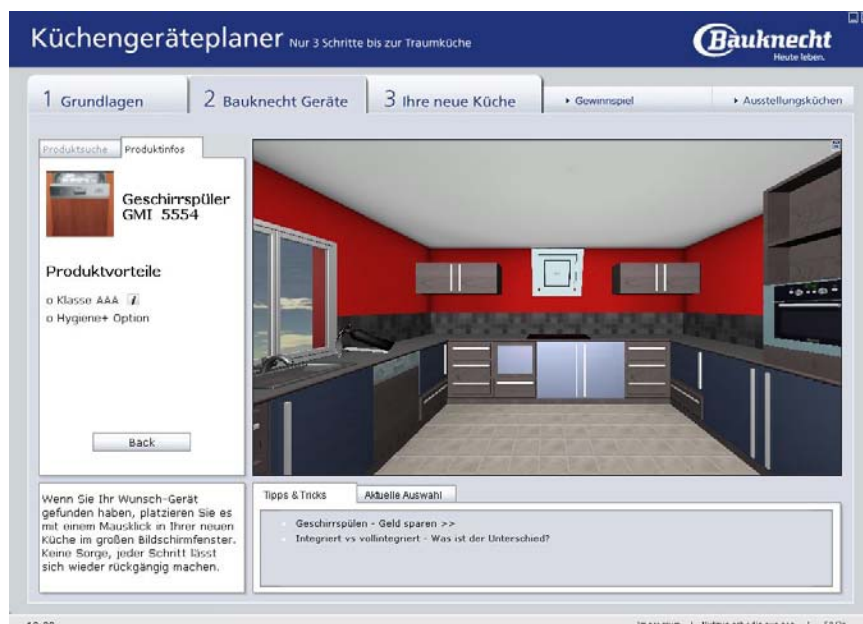 Küchengeräteplaner Nur 3 Schritte bis zur Traumküche
Bauknecht
Heute leben.
1 Grundlagen
2 Bauknecht Geräte
3 Ihre neue Küche
Gewinnspiel
Ausstellungsküchen
Produktsuche
Produktinfos
Geschirrspüler
GMI 5554
Produktvorteile
o Klasse AAA i
o Hygiene+ Option
Back
Wenn Sie Ihr Wunsch-Gerät
gefunden haben, platzieren Sie es
mit einem Mausklick in Ihrer neuen
Küche im großen Bildschirmfenster.
Keine Sorge, jeder Schritt lässt
sich wieder rückgängig machen.
Tipps & Tricks
Aktuelle Auswahl
Geschirrspülen - Geld sparen >>
Integriert vs vollintegriert - Was ist der Unterschied?